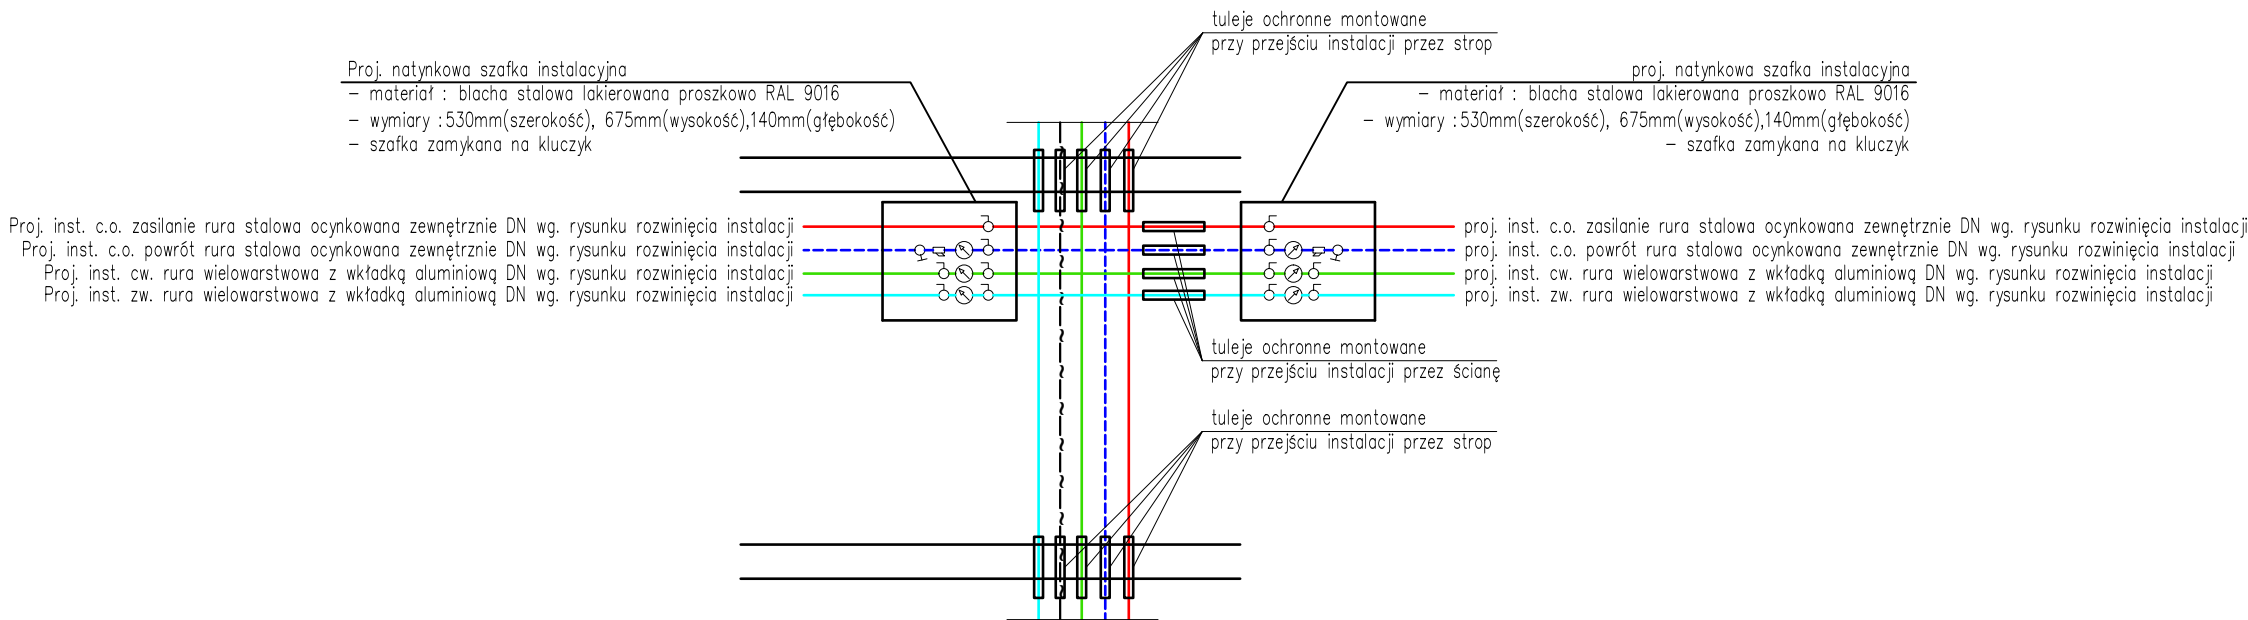 tuleje ochronne montowane
przy przejściu instalacji przez strop
Proj. natynkowa szafka instalacyjna
- materiał : blacha stalowa lakierowana proszkowo RAL 9016
- wymiary :530mm(szerokość), 675mm(wysokość),140mm(głębokość)
- szafka zamykana na kluczyk
proj. natynkowa szafka instalacyjna
- materiał : blacha stalowa lakierowana proszkowo RAL 9016
- wymiary :530mm(szerokość), 675mm(wysokość),140mm(głębokość)
- szafka zamykana na kluczyk
Proj. inst. c.o. zasilanie rura stalowa ocynkowana zewnętrznie DN wg. rysunku rozwinięcia instalacji
Proj. inst. c.o. powrót rura stalowa ocynkowana zewnętrznie DN wg. rysunku rozwinięcia instalacji
Proj. inst. cw. rura wielowarstwowa z wkładką aluminiową DN wg. rysunku rozwinięcia instalacji
Proj. inst. zw. rura wielowarstwowa z wkładką aluminiową DN wg. rysunku rozwinięcia instalacji
proj. inst. c.o. zasilanie rura stalowa ocynkowana zewnętrznie DN wg. rysunku rozwinięcia instalacji
proj. inst. c.o. powrót rura stalowa ocynkowana zewnętrznie DN wg. rysunku rozwinięcia instalacji
proj. inst. cw. rura wielowarstwowa z wkładką aluminiową DN wg. rysunku rozwinięcia instalacji
proj. inst. zw. rura wielowarstwowa z wkładką aluminiową DN wg. rysunku rozwinięcia instalacji
tuleje ochronne montowane
przy przejściu instalacji przez ścianę
tuleje ochronne montowane
przy przejściu instalacji przez strop